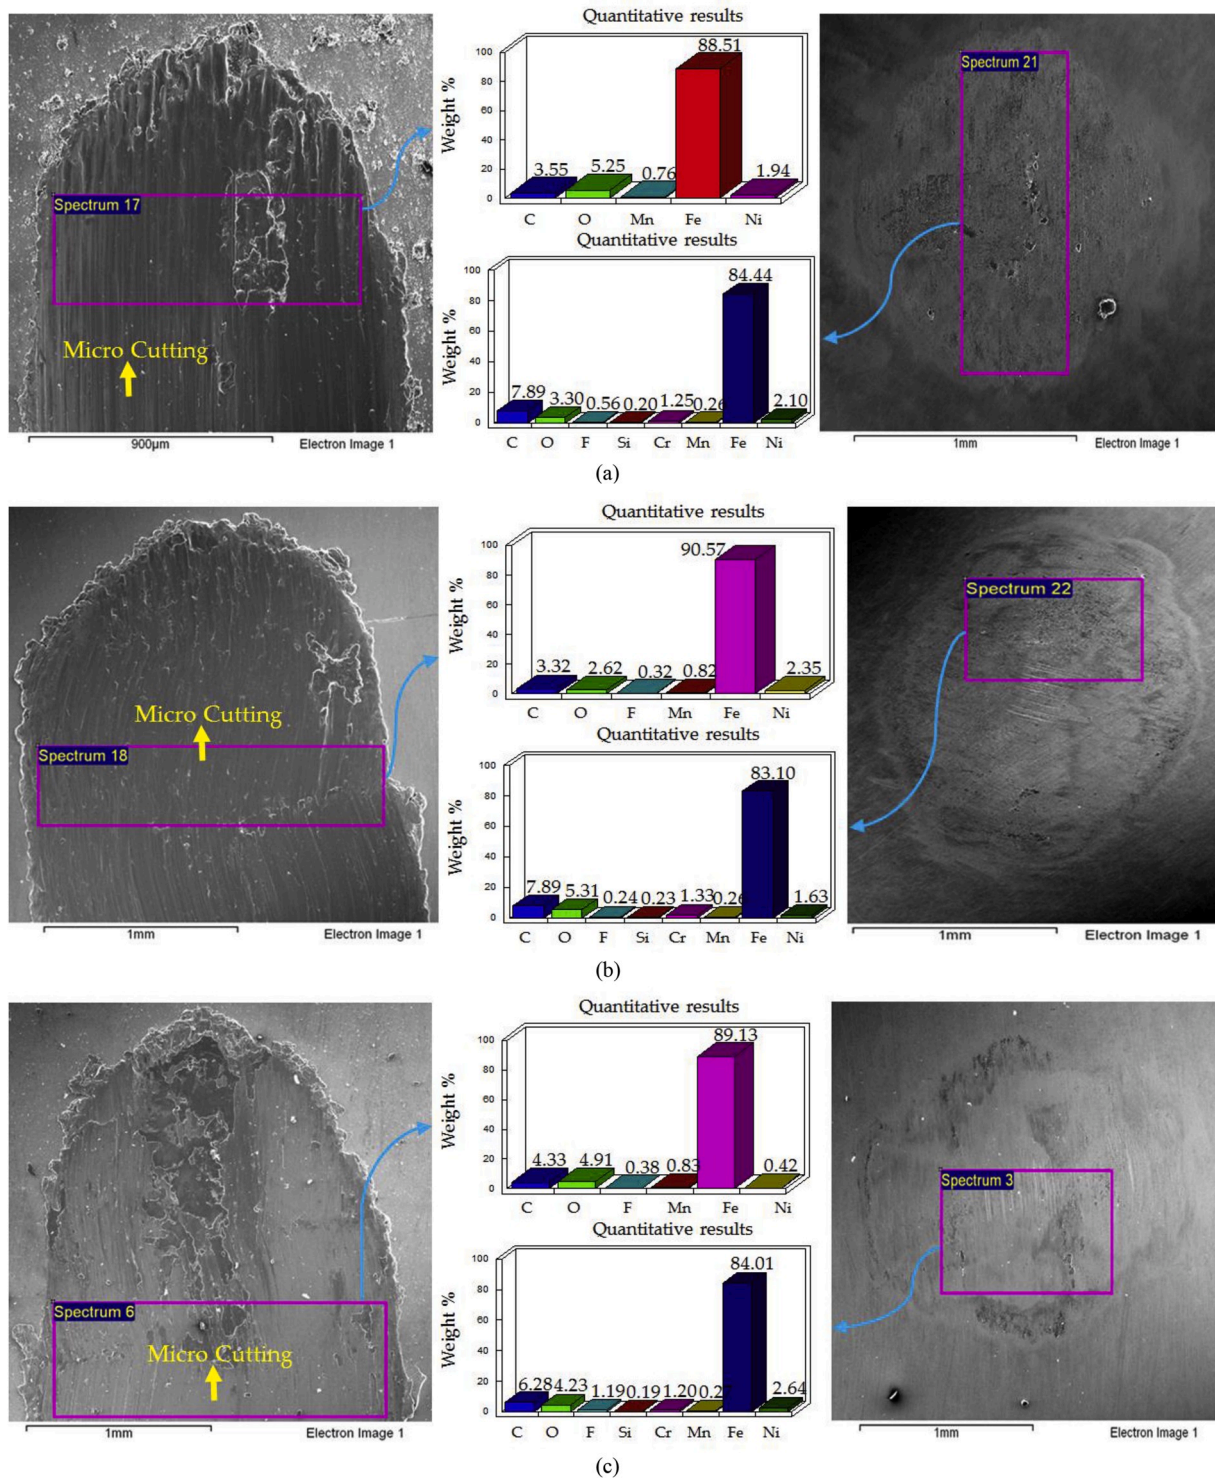 Quantitative results
Weight %
100
80
60
40
20
0
3.55 5.25 0.76 88.51 1.94
C O Mn Fe Ni
Spectrum 17
Micro Cutting
900µm Electron Image 1
Quantitative results
Weight %
100
80
60
40
20
0
7.89 3.30 0.56 0.20 1.25 0.26 84.44 2.10
C O F Si Cr Mn Fe Ni
Spectrum 21
1mm Electron Image 1
(a)
Quantitative results
Weight %
100
80
60
40
20
0
3.32 2.62 0.32 0.82 90.57 2.35
C O F Mn Fe Ni
Micro Cutting
Spectrum 18
1mm Electron Image 1
Quantitative results
Weight %
100
80
60
40
20
0
7.89 5.31 0.24 0.23 1.33 0.26 83.10 1.63
C O F Si Cr Mn Fe Ni
Spectrum 22
1mm Electron Image 1
(b)
Quantitative results
Weight %
100
80
60
40
20
0
4.33 4.91 0.38 0.83 89.13 0.42
C O F Mn Fe Ni
Spectrum 6
Micro Cutting
1mm Electron Image 1
Quantitative results
Weight %
100
80
60
40
20
0
6.28 4.23 1.19 0.19 1.20 84.01 2.64
C O F Si Cr Mn Fe Ni
Spectrum 3
1mm Electron Image 1
(c)